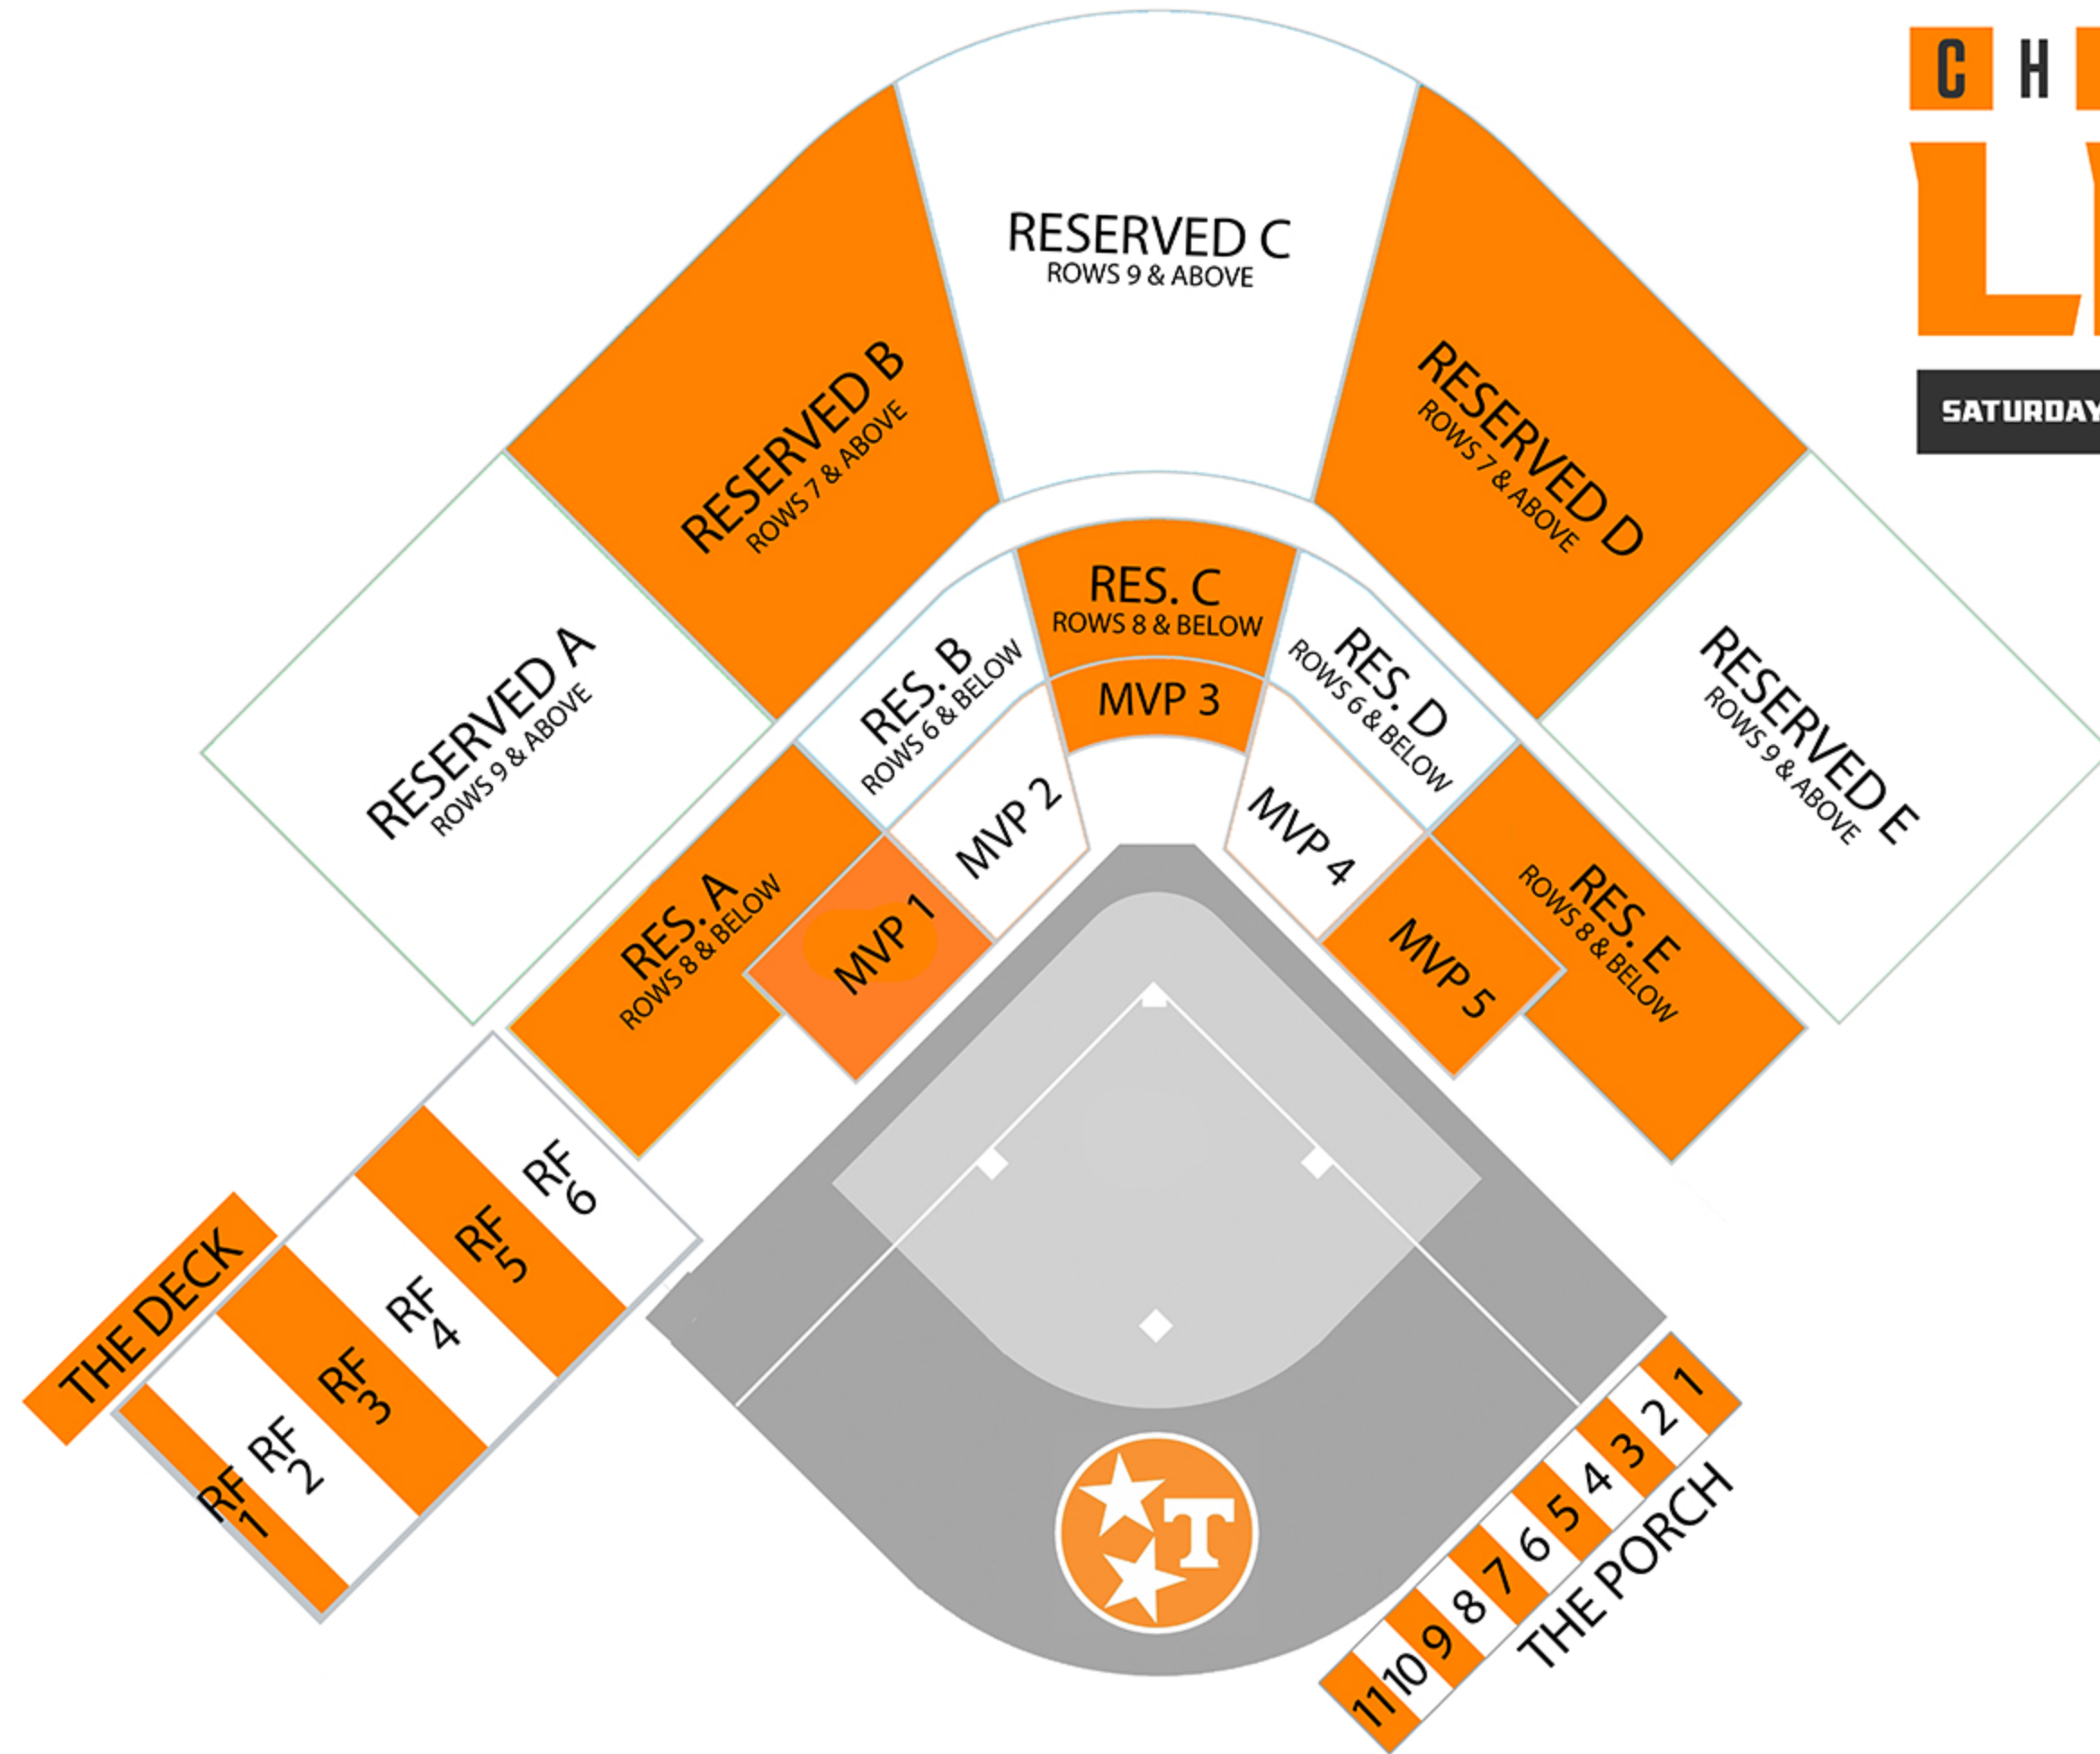 C H
SATURDAY
RESERVED C
ROWS 9 & ABOVE
RESERVED B
ROWS 7 & ABOVE
RESERVED D
ROWS 7 & ABOVE
RES. C
ROWS 8 & BELOW
MVP 3
RESERVED A
ROWS 9 & ABOVE
RES. B
ROWS 6 & BELOW
RES. D
ROWS 6 & BELOW
RESERVED E
ROWS 9 & ABOVE
MVP 2
MVP 4
RES. A
ROWS 8 & BELOW
MVP 1
MVP 5
RES. E
ROWS 8 & BELOW
RF
6
RF
5
RF
4
RF
3
RF
2
RF
1
THE DECK
T
1
2
3
4
5
6
7
8
9
10
11
THE PORCH